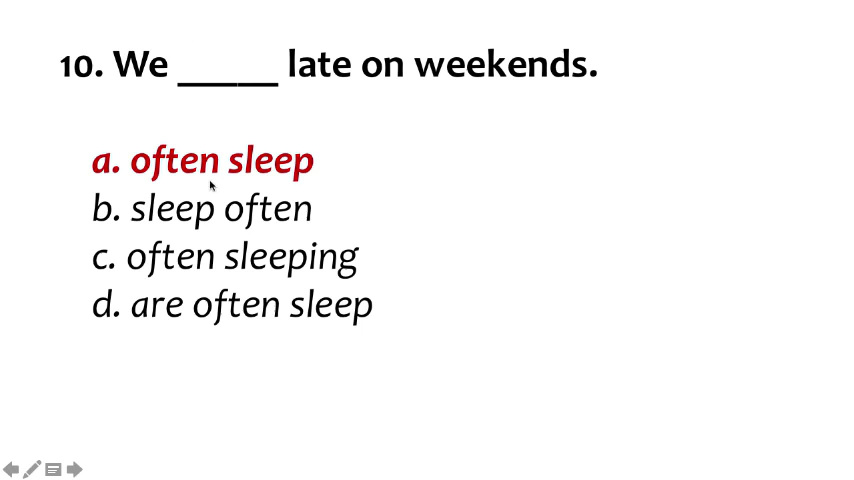 10. We _____ late on weekends.
a. often sleep
b. sleep often
c. often sleeping
d. are often sleep